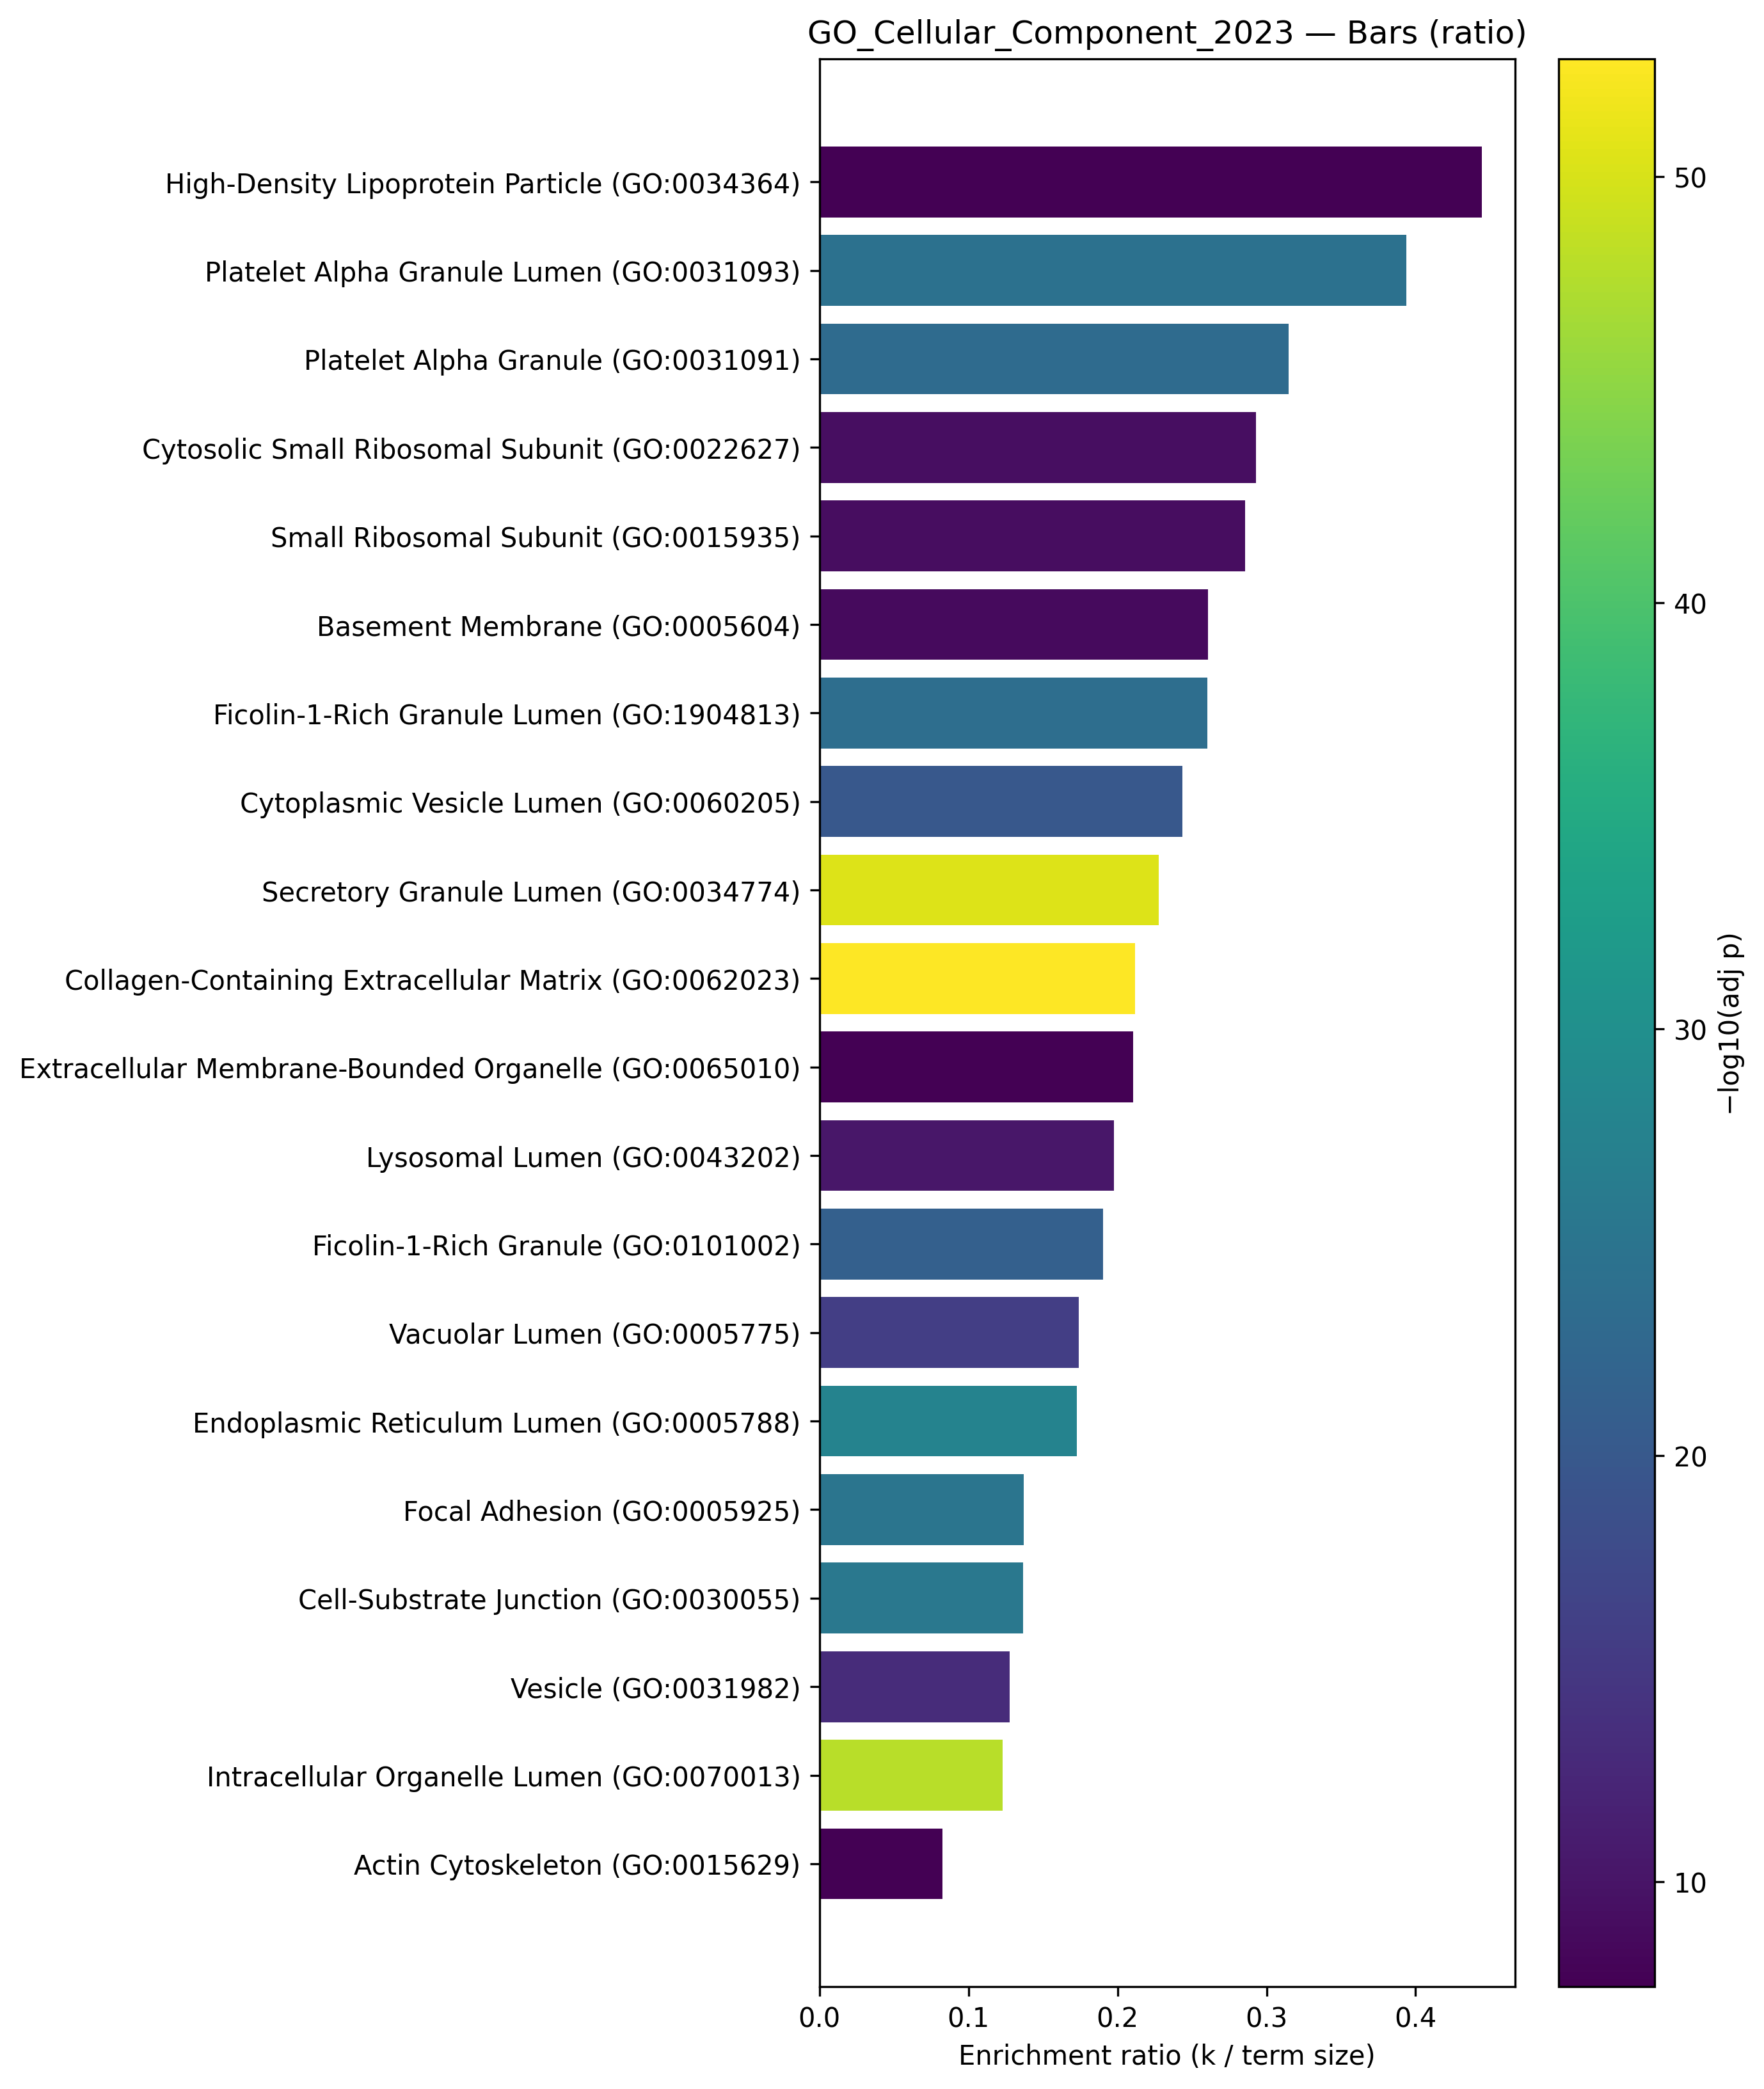 GO_Cellular_Component_2023 — Bars (ratio)
High-Density Lipoprotein Particle (GO:0034364)
Platelet Alpha Granule Lumen (GO:0031093)
Platelet Alpha Granule (GO:0031091)
Cytosolic Small Ribosomal Subunit (GO:0022627)
Small Ribosomal Subunit (GO:0015935)
Basement Membrane (GO:0005604)
Ficolin-1-Rich Granule Lumen (GO:1904813)
Cytoplasmic Vesicle Lumen (GO:0060205)
Secretory Granule Lumen (GO:0034774)
Collagen-Containing Extracellular Matrix (GO:0062023)
Extracellular Membrane-Bounded Organelle (GO:0065010)
Lysosomal Lumen (GO:0043202)
Ficolin-1-Rich Granule (GO:0101002)
Vacuolar Lumen (GO:0005775)
Endoplasmic Reticulum Lumen (GO:0005788)
Focal Adhesion (GO:0005925)
Cell-Substrate Junction (GO:0030055)
Vesicle (GO:0031982)
Intracellular Organelle Lumen (GO:0070013)
Actin Cytoskeleton (GO:0015629)
0.0 0.1 0.2 0.3 0.4
Enrichment ratio (k / term size)
50
40
30
20
10
−log10(adj p)